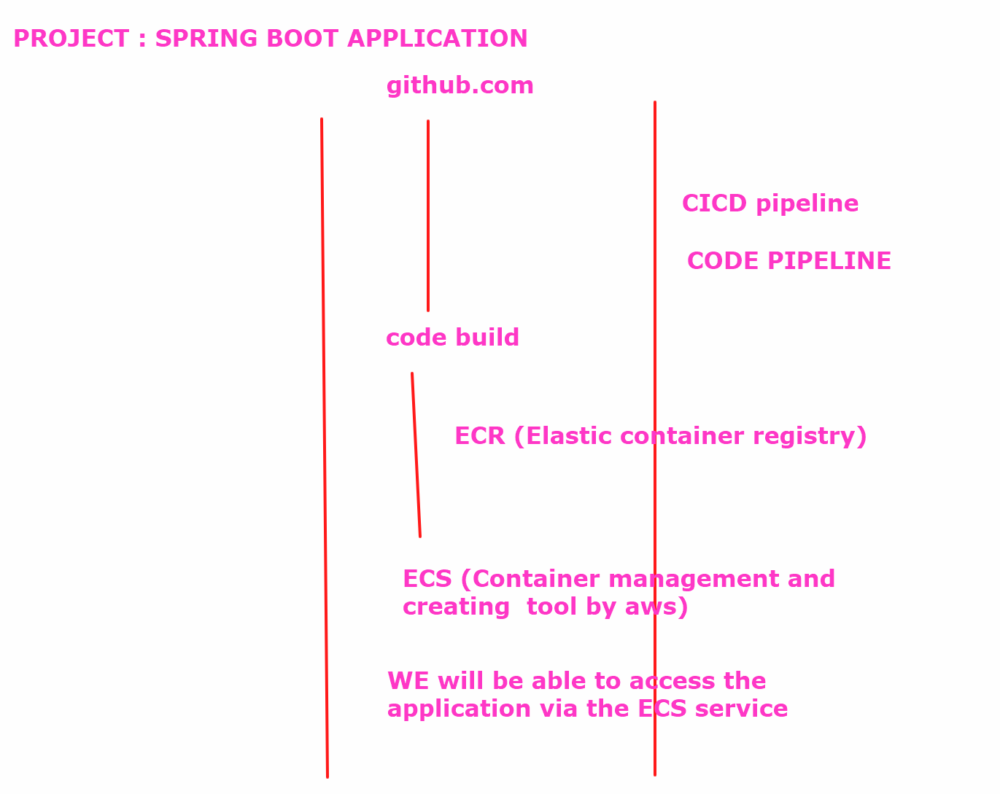 PROJECT : SPRING BOOT APPLICATION
github.com
CICD pipeline
CODE PIPELINE
code build
ECR (Elastic container registry)
ECS (Container management and
creating  tool by aws)
WE will be able to access the
application via the ECS service